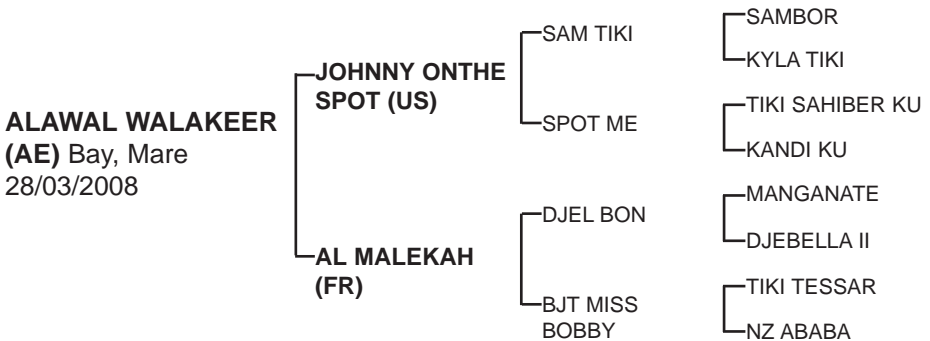 ALAWAL WALAKEER
(AE) Bay, Mare
28/03/2008
JOHNNY ONTHE
SPOT (US)
AL MALEKAH
(FR)
SAM TIKI
SPOT ME
DJEL BON
BJT MISS
BOBBY
SAMBOR
KYLA TIKI
TIKI SAHIBER KU
KANDI KU
MANGANATE
DJEBELLA II
TIKI TESSAR
NZ ABABA